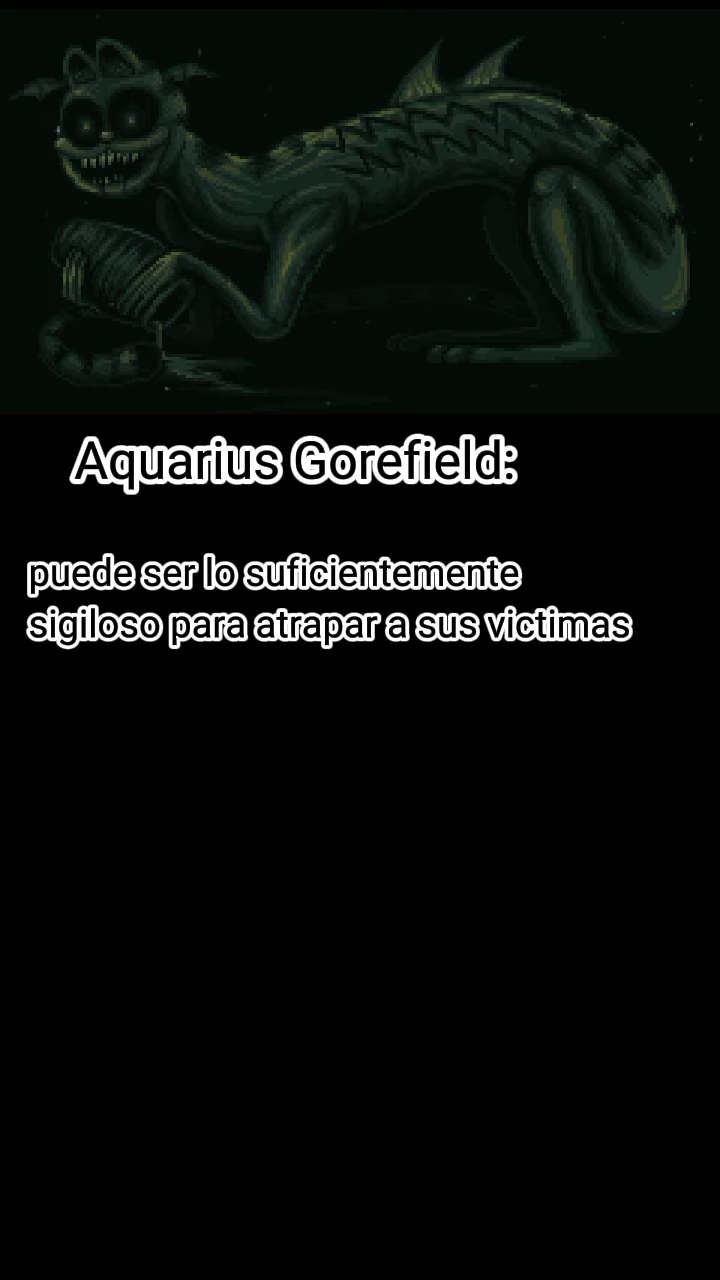 Aquarius Gorefield:
puede ser lo suficientemente
sigiloso para atrapar a sus victimas